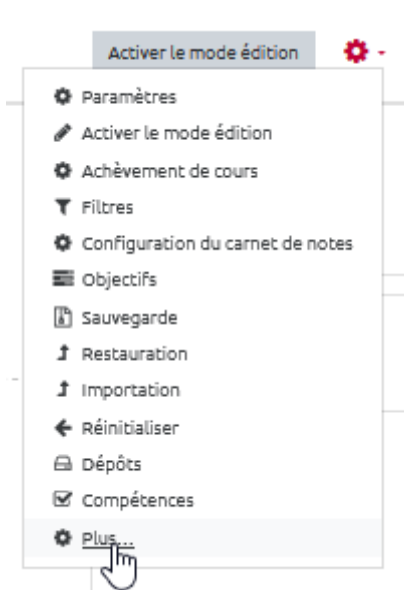 Activer le mode édition
Paramètres
Activer le mode édition
Achèvement de cours
Filtres
Configuration du carnet de notes
Objectifs
Sauvegarde
Restauration
Importation
Réinitialiser
Dépôts
Compétences
Plus...